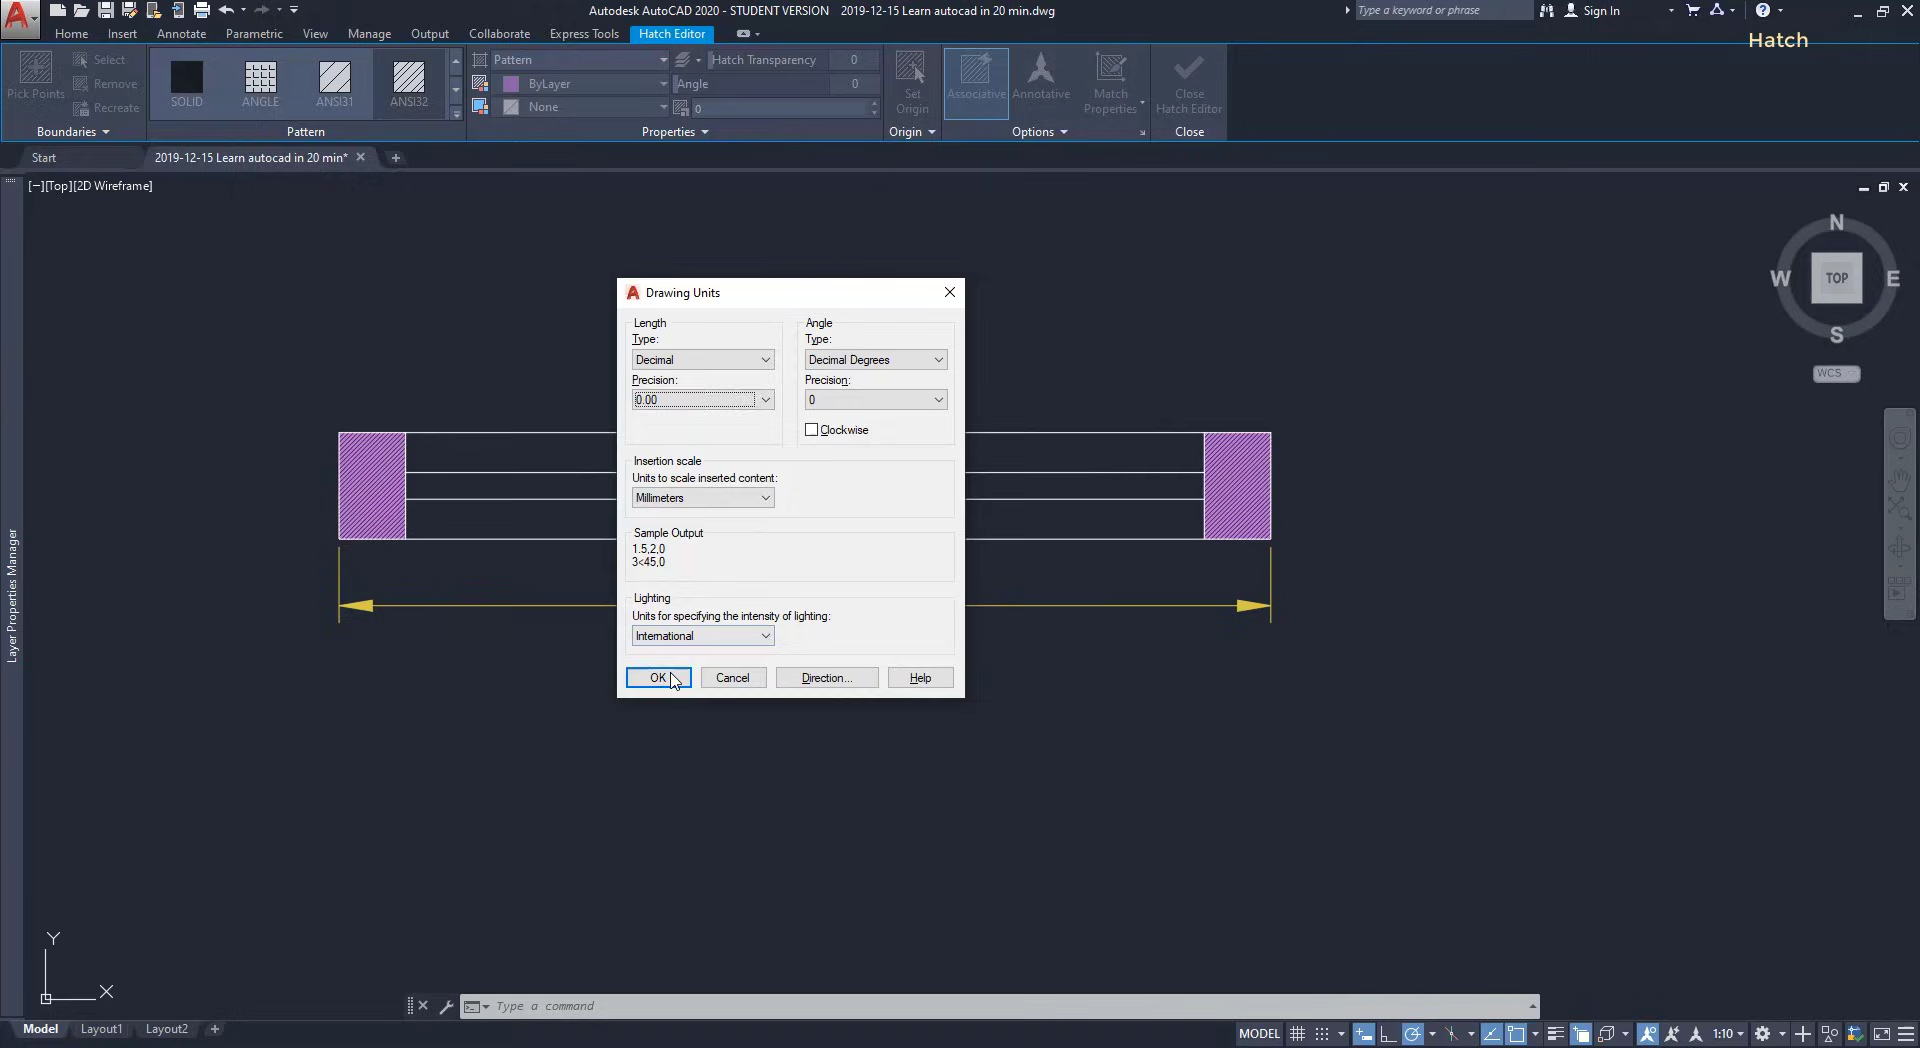 Autodesk AutoCAD 2020 - STUDENT VERSION 2019-12-15 Learn autocad in 20 min.dwg
Type a keyword or phrase
Sign In
Home Insert Annotate Parametric View Manage Output Collaborate Express Tools Hatch Editor
Hatch
Pick Points
Select
Remove
Recreate
Boundaries
SOLID
ANGLE
ANSI31
ANSI32
Pattern
Pattern
ByLayer
None
Hatch Transparency 0
Angle 0
0
Properties
Set
Origin
Origin
Associative
Annotative
Match
Properties
Options
Close
Hatch Editor
Close
Start
2019-12-15 Learn autocad in 20 min*
[−][Top][2D Wireframe]
N
W TOP E
S
WCS
Layer Properties Manager
Drawing Units
Length
Type:
Decimal
Precision:
0.00
Angle
Type:
Decimal Degrees
Precision:
0
Clockwise
Insertion scale
Units to scale inserted content:
Millimeters
Sample Output
1.5,2,0
3<45,0
Lighting
Units for specifying the intensity of lighting:
International
OK Cancel Direction... Help
Y
X
Type a command
Model Layout1 Layout2
MODEL
1:10